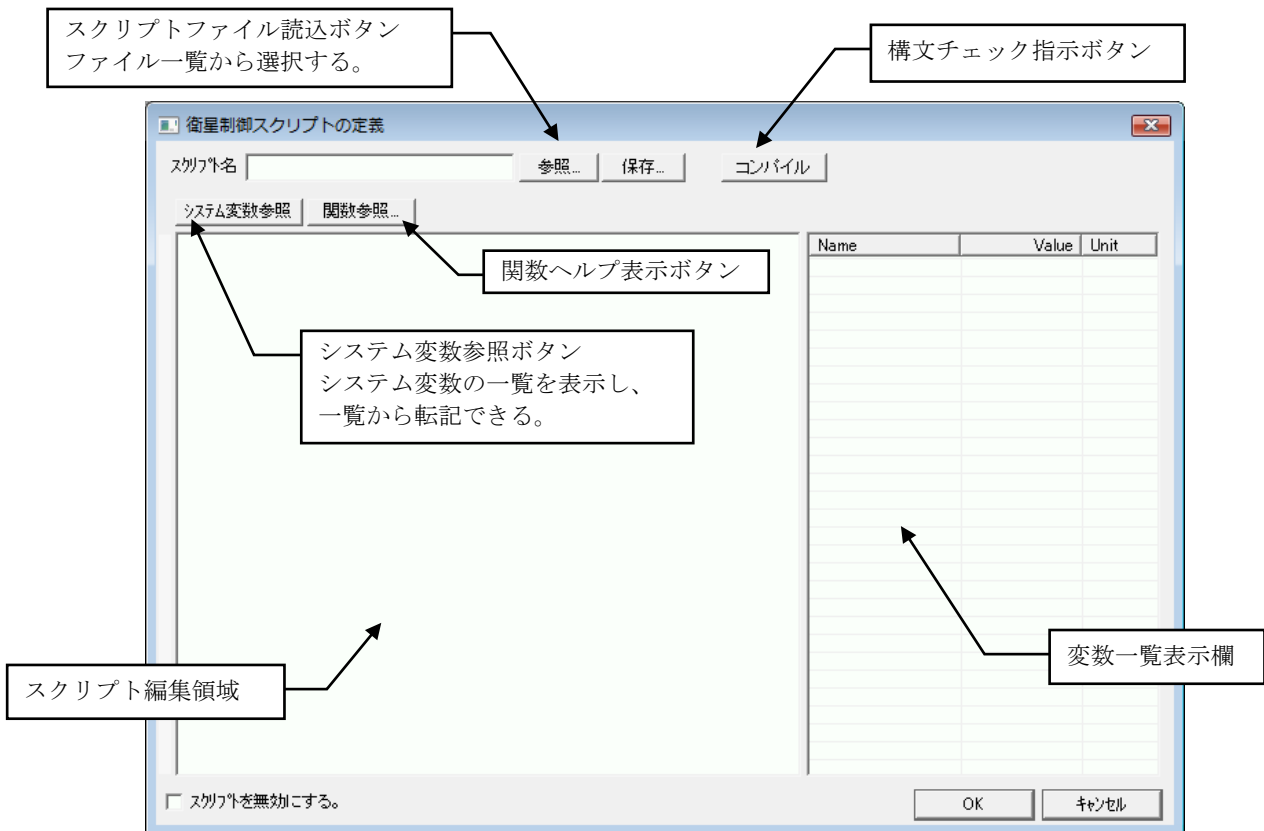 スクリプトファイル読込ボタン
ファイル一覧から選択する。
構文チェック指示ボタン
衛星制御スクリプトの定義
スクリプト名
参照...
保存...
コンパイル
システム変数参照
関数参照...
Name
Value
Unit
関数ヘルプ表示ボタン
システム変数参照ボタン
システム変数の一覧を表示し、
一覧から転記できる。
変数一覧表示欄
スクリプト編集領域
スクリプトを無効にする。
OK
キャンセル